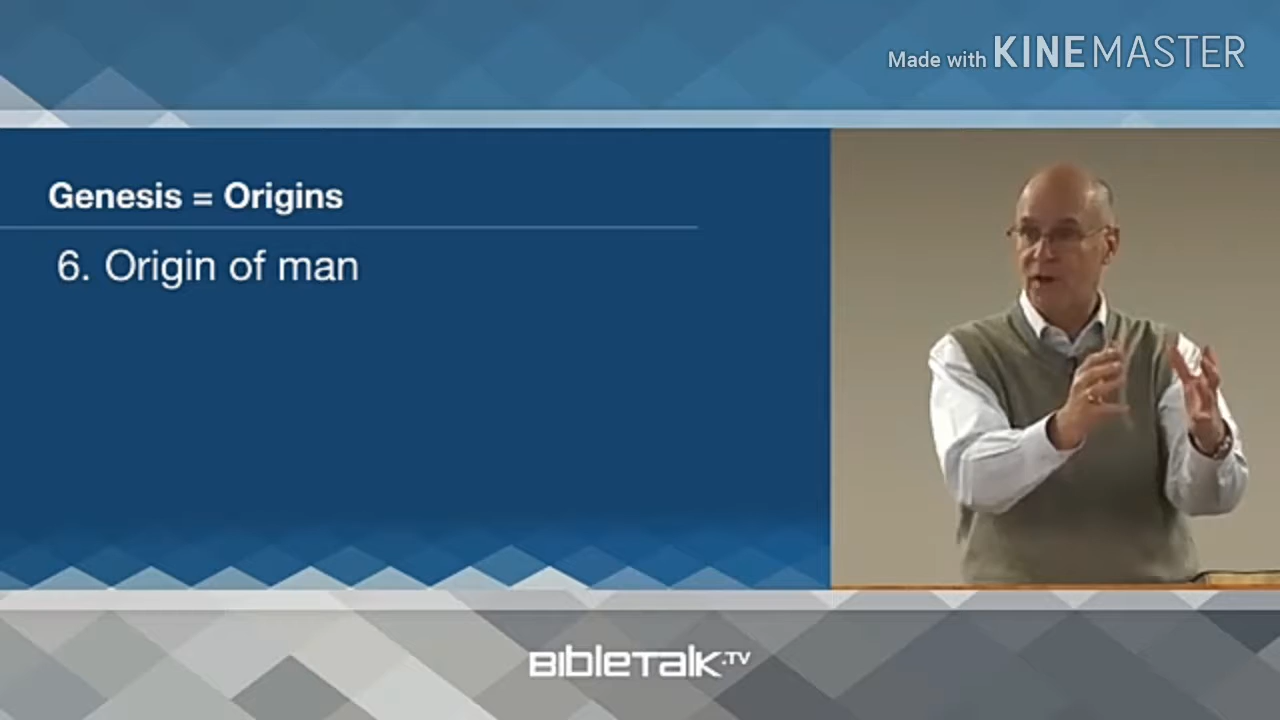 Made with KINEMASTER
Genesis = Origins
6. Origin of man
BIBLETALK.TV